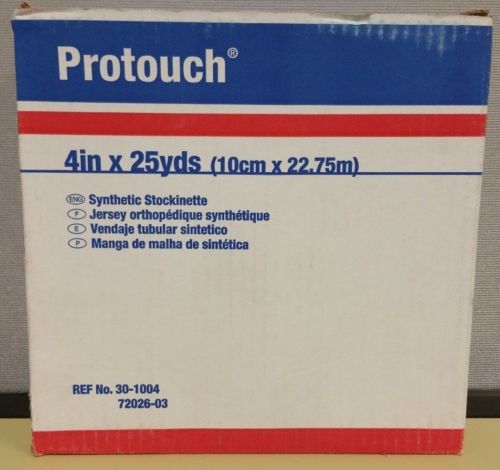 Protouch®
4in x 25yds (10cm x 22.75m)
ENG Synthetic Stockinette
F Jersey orthopédique synthétique
E Vendaje tubular sintetico
P Manga de malha de sintética
REF No. 30-1004
72026-03